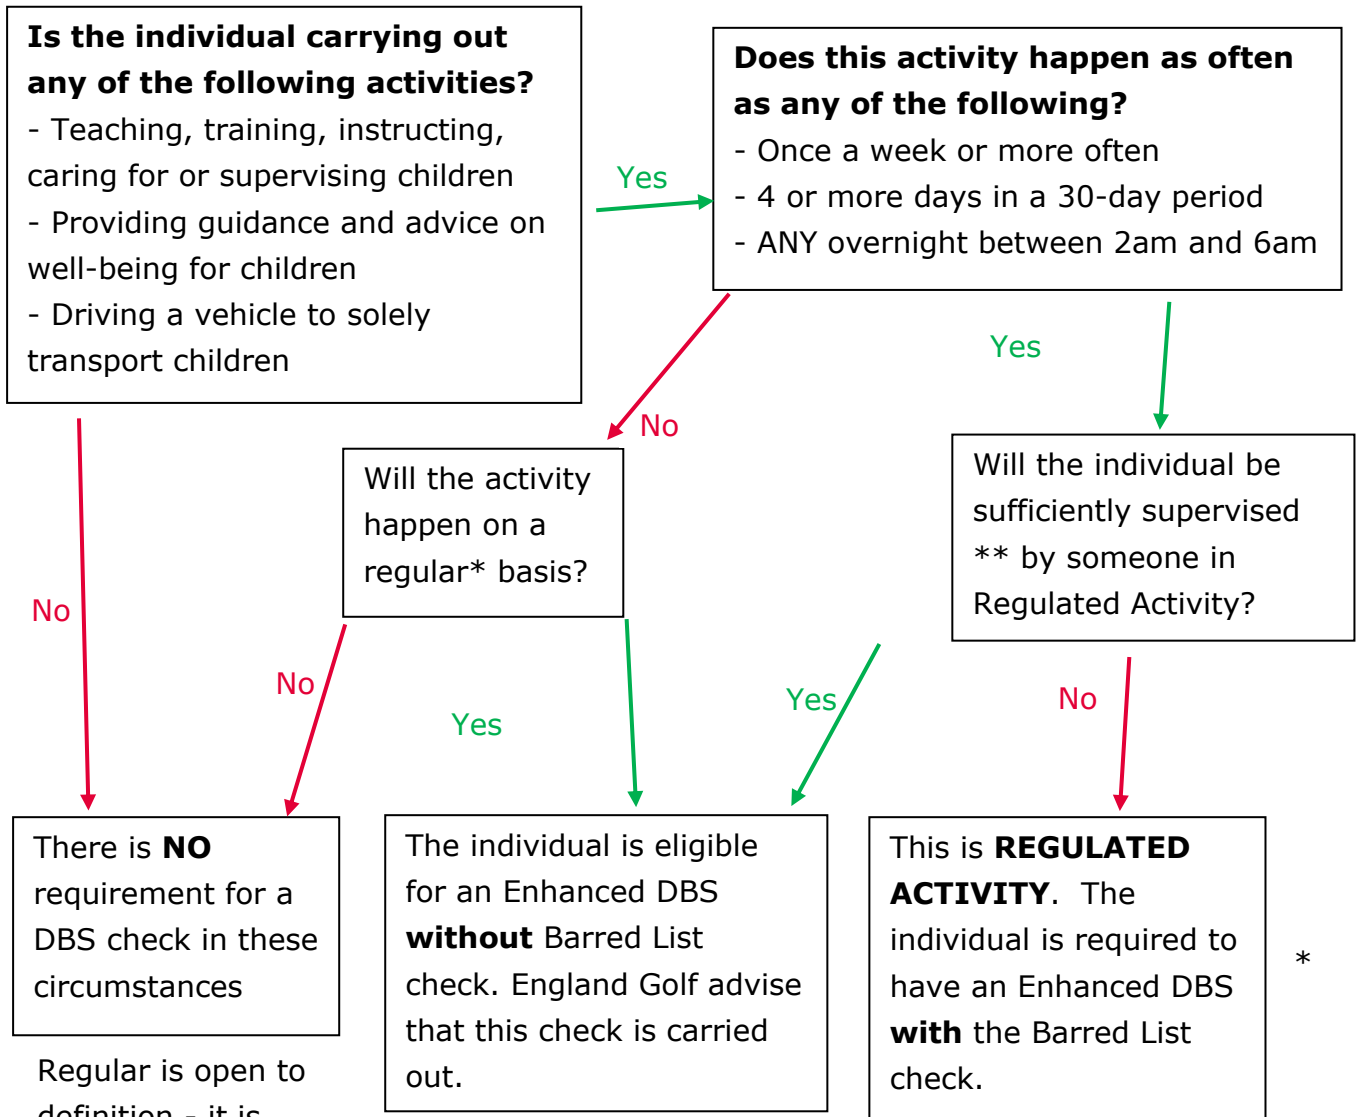 Is the individual carrying out
any of the following activities?
- Teaching, training, instructing,
caring for or supervising children
- Providing guidance and advice on
well-being for children
- Driving a vehicle to solely
transport children
Yes
Does this activity happen as often
as any of the following?
- Once a week or more often
- 4 or more days in a 30-day period
- ANY overnight between 2am and 6am
No
Yes
Will the activity
happen on a
regular* basis?
Will the individual be
sufficiently supervised
** by someone in
Regulated Activity?
No
No
Yes
Yes
No
There is NO
requirement for a
DBS check in these
circumstances
The individual is eligible
for an Enhanced DBS
without Barred List
check. England Golf advise
that this check is carried
out.
This is REGULATED
ACTIVITY. The
individual is required to
have an Enhanced DBS
with the Barred List
check.
*
Regular is open to
definition - it is